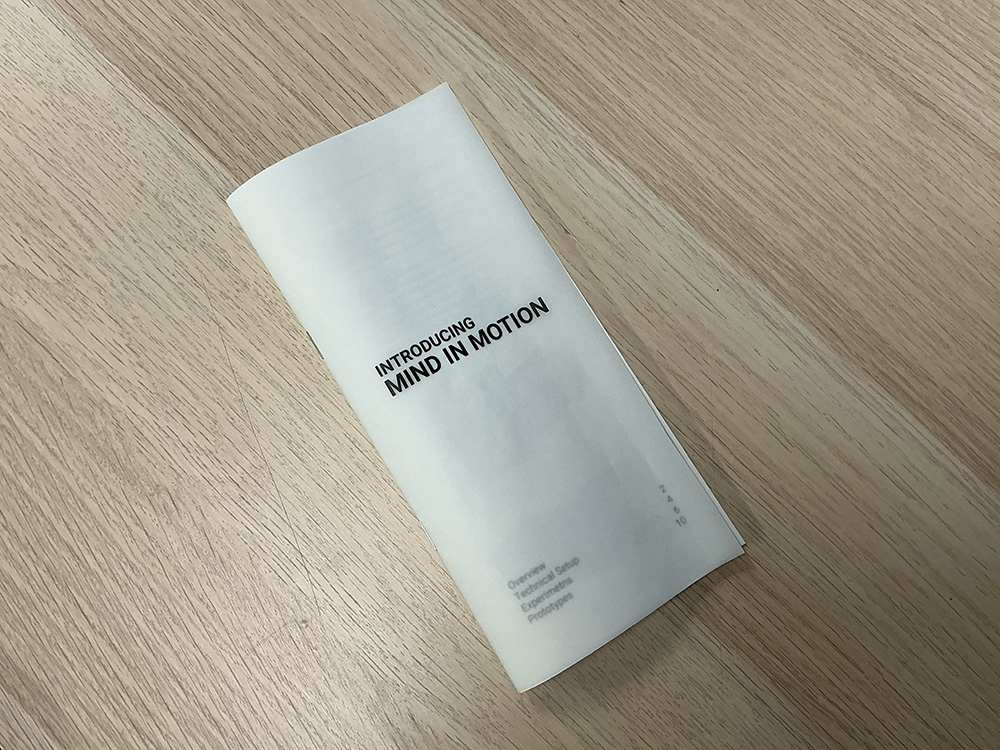 INTRODUCING
MIND IN MOTION
Overview 2
Technical Setup 4
Experimetns 6
Prototypes 10